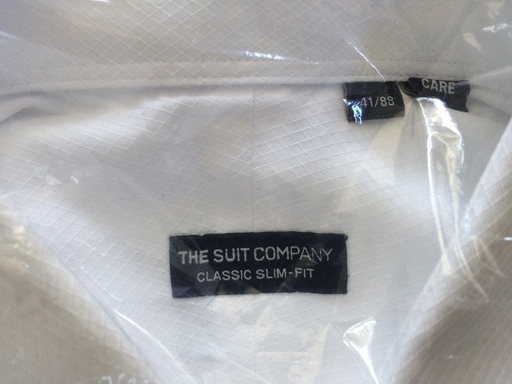 41/88
CARE
THE SUIT COMPANY
CLASSIC SLIM-FIT